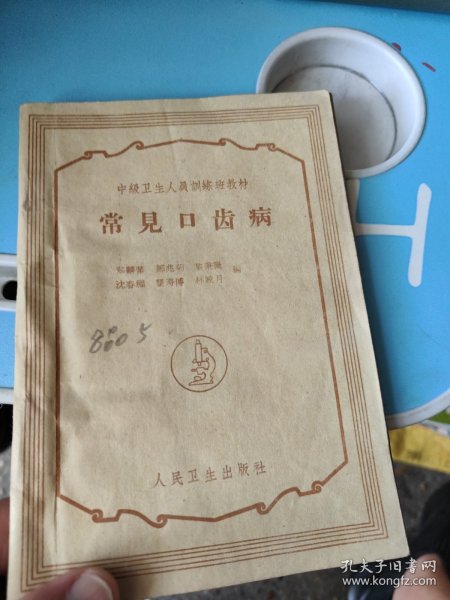 中級卫生人員訓練班教材
常見口齿病
編
8005
人民卫生出版社
孔夫子旧书网
www.kongfz.com